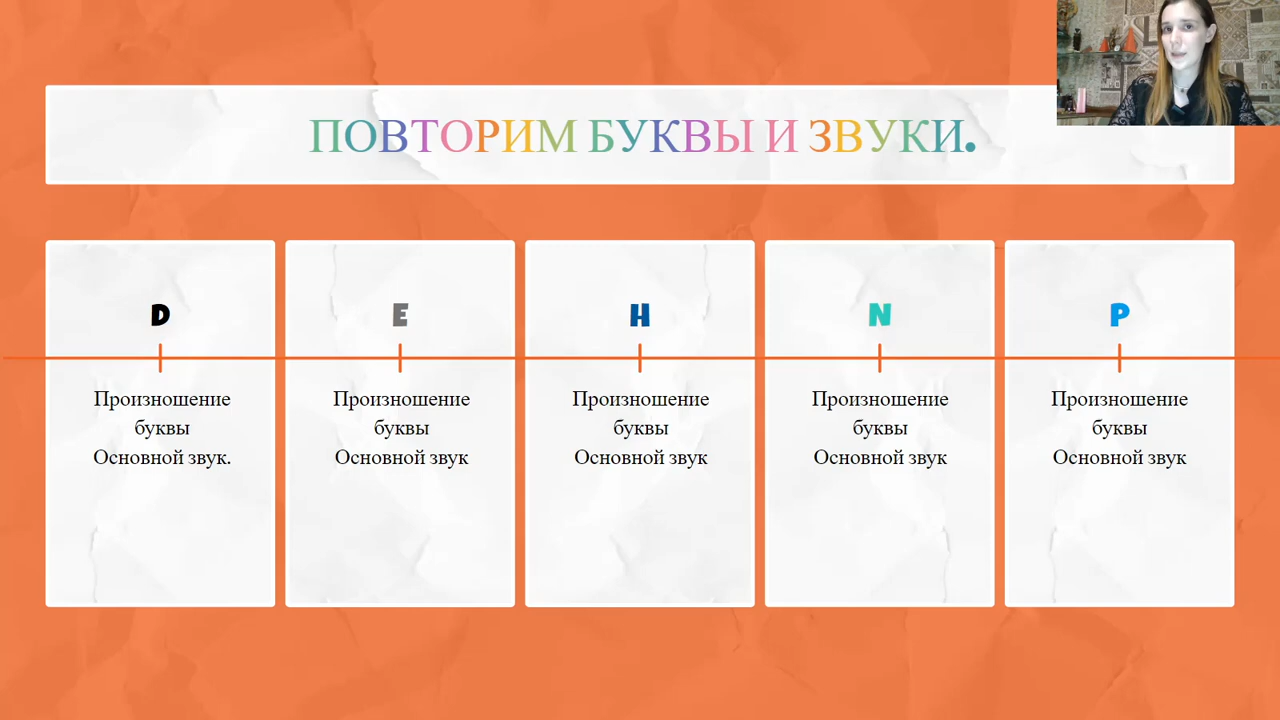 ПОВТОРИМ БУКВЫ И ЗВУКИ.
D
Произношение
буквы
Основной звук.
E
Произношение
буквы
Основной звук
H
Произношение
буквы
Основной звук
N
Произношение
буквы
Основной звук
P
Произношение
буквы
Основной звук